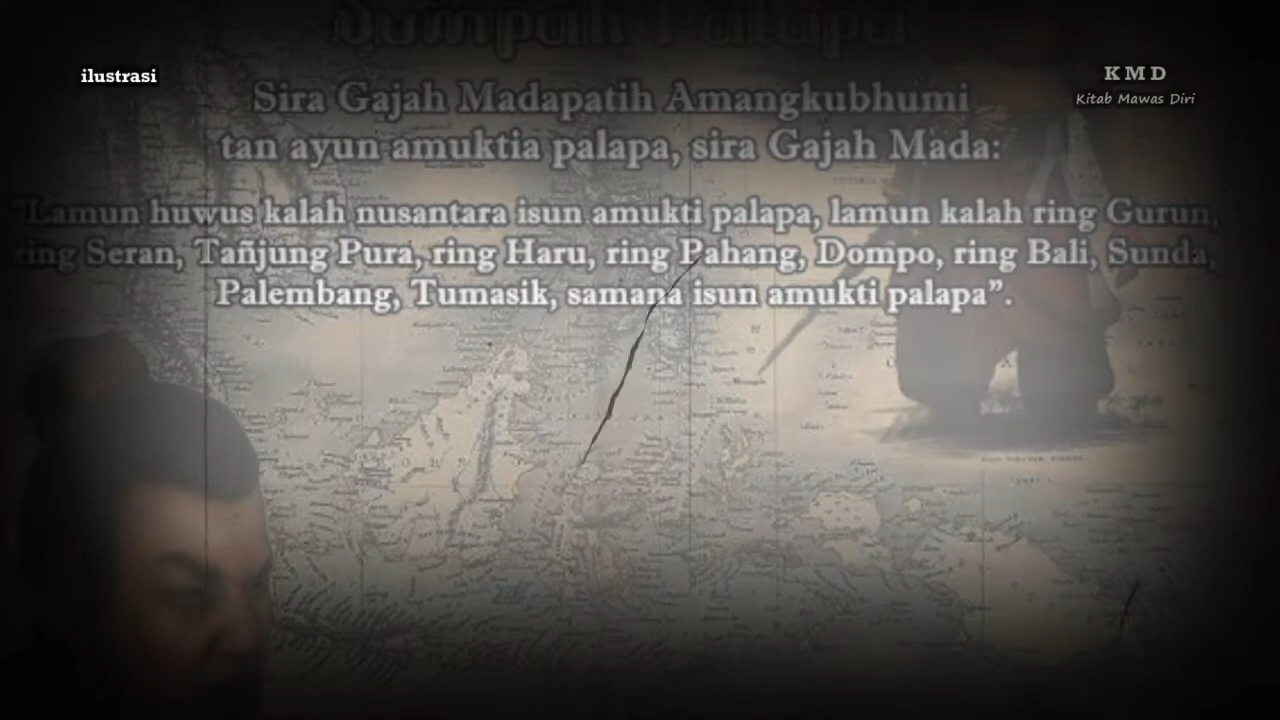 Sumpah Palapa
ilustrasi
KMD
Kitab Mawas Diri
Sira Gajah Madapatih Amangkubhumi
tan ayun amuktia palapa, sira Gajah Mada:
"Lamun huwus kalah nusantara isun amukti palapa, lamun kalah ring Gurun,
ring Seran, Tañjung Pura, ring Haru, ring Pahang, Dompo, ring Bali, Sunda,
Palembang, Tumasik, samana isun amukti palapa".